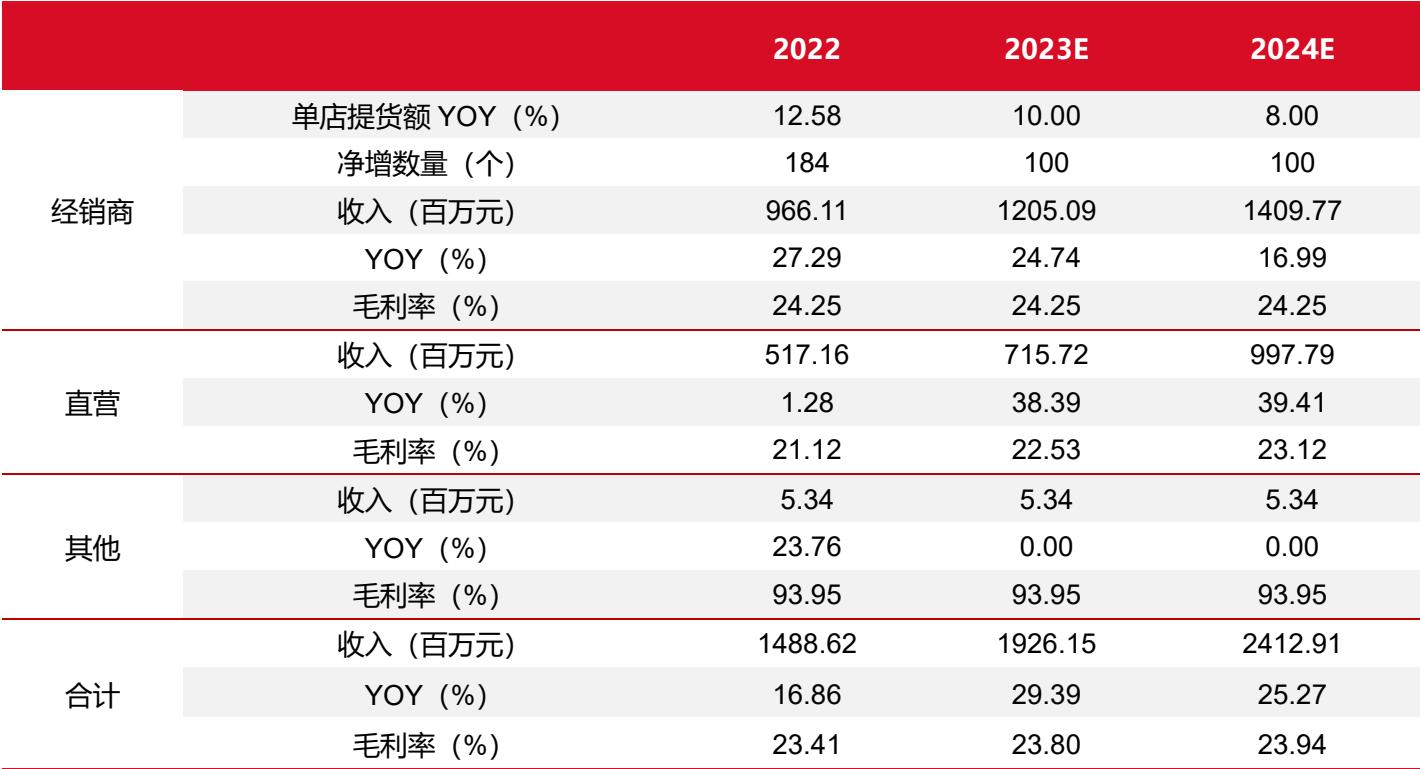 2022 2023E 2024E
单店提货额 YOY（%） 12.58 10.00 8.00
净增数量（个） 184 100 100
经销商 收入（百万元） 966.11 1205.09 1409.77
YOY（%） 27.29 24.74 16.99
毛利率（%） 24.25 24.25 24.25
收入（百万元） 517.16 715.72 997.79
直营 YOY（%） 1.28 38.39 39.41
毛利率（%） 21.12 22.53 23.12
收入（百万元） 5.34 5.34 5.34
其他 YOY（%） 23.76 0.00 0.00
毛利率（%） 93.95 93.95 93.95
收入（百万元） 1488.62 1926.15 2412.91
合计 YOY（%） 16.86 29.39 25.27
毛利率（%） 23.41 23.80 23.94